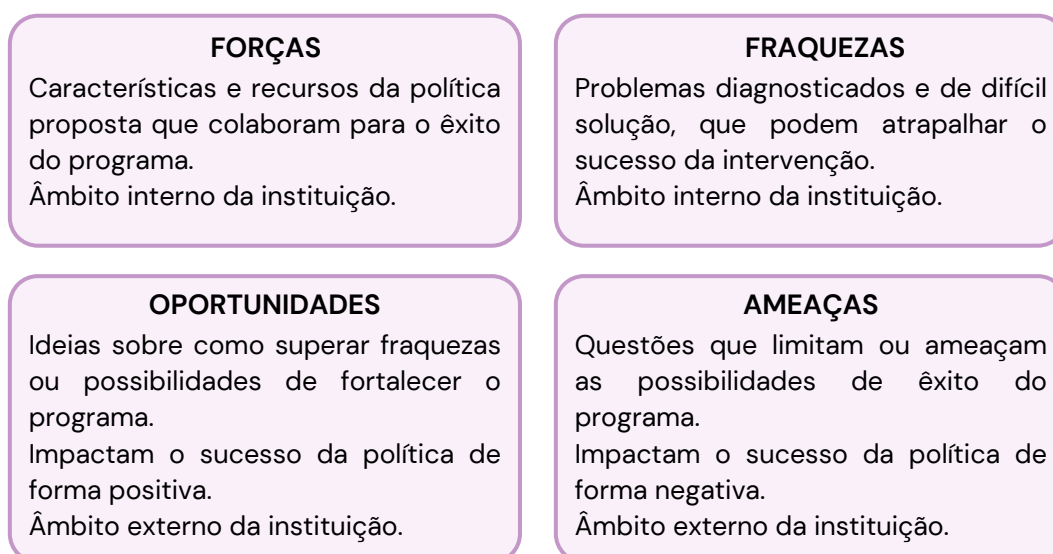 FORÇAS
Características e recursos da política
proposta que colaboram para o êxito
do programa.
Âmbito interno da instituição.
FRAQUEZAS
Problemas diagnosticados e de difícil
solução, que podem atrapalhar o
sucesso da intervenção.
Âmbito interno da instituição.
OPORTUNIDADES
Ideias sobre como superar fraquezas
ou possibilidades de fortalecer o
programa.
Impactam o sucesso da política de
forma positiva.
Âmbito externo da instituição.
AMEAÇAS
Questões que limitam ou ameaçam
as possibilidades de êxito do
programa.
Impactam o sucesso da política de
forma negativa.
Âmbito externo da instituição.